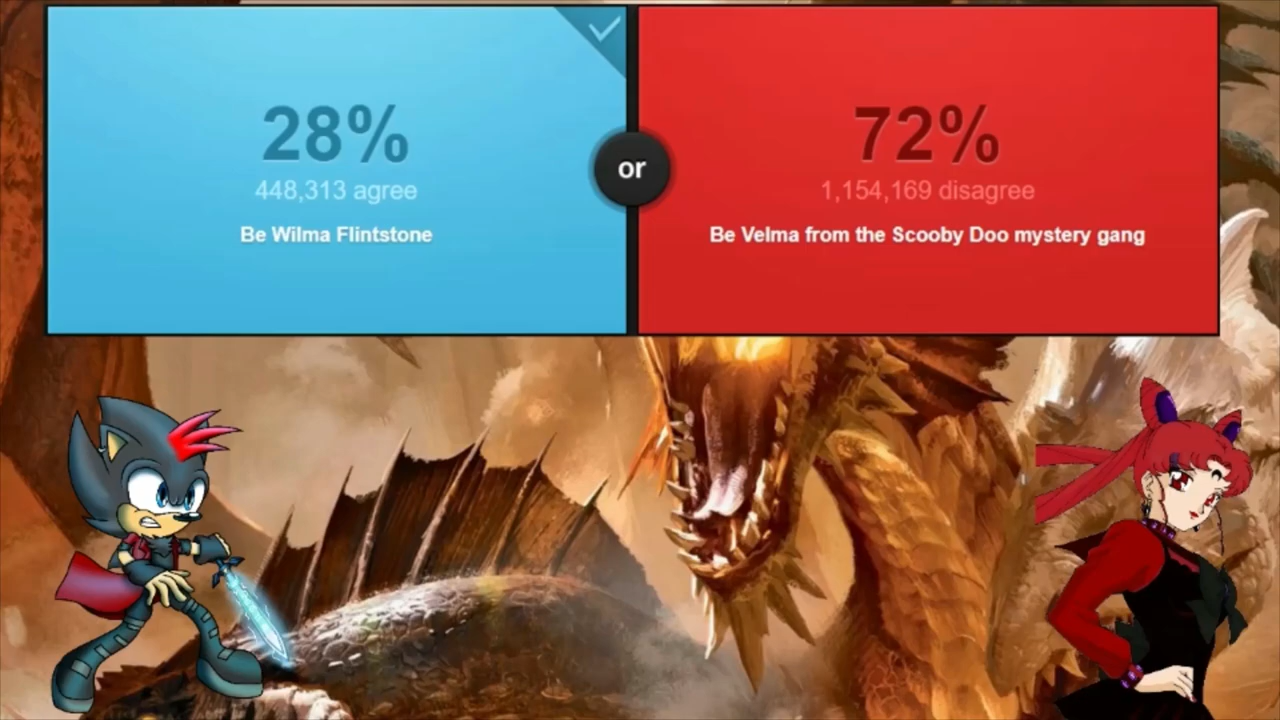 28%
448,313 agree
Be Wilma Flintstone
or
72%
1,154,169 disagree
Be Velma from the Scooby Doo mystery gang